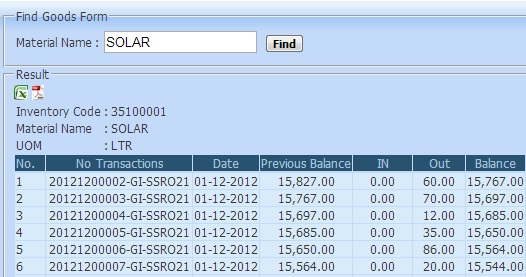 Find Goods Form
Material Name : SOLAR Find
Result
Inventory Code : 35100001
Material Name : SOLAR
UOM : LTR
No. No Transactions Date Previous Balance IN Out Balance
1 20121200002-GI-SSRO21 01-12-2012 15,827.00 0.00 60.00 15,767.00
2 20121200003-GI-SSRO21 01-12-2012 15,767.00 0.00 70.00 15,697.00
3 20121200004-GI-SSRO21 01-12-2012 15,697.00 0.00 12.00 15,685.00
4 20121200005-GI-SSRO21 01-12-2012 15,685.00 0.00 35.00 15,650.00
5 20121200006-GI-SSRO21 01-12-2012 15,650.00 0.00 86.00 15,564.00
6 20121200007-GI-SSRO21 01-12-2012 15,564.00 0.00 20.00 15,544.00